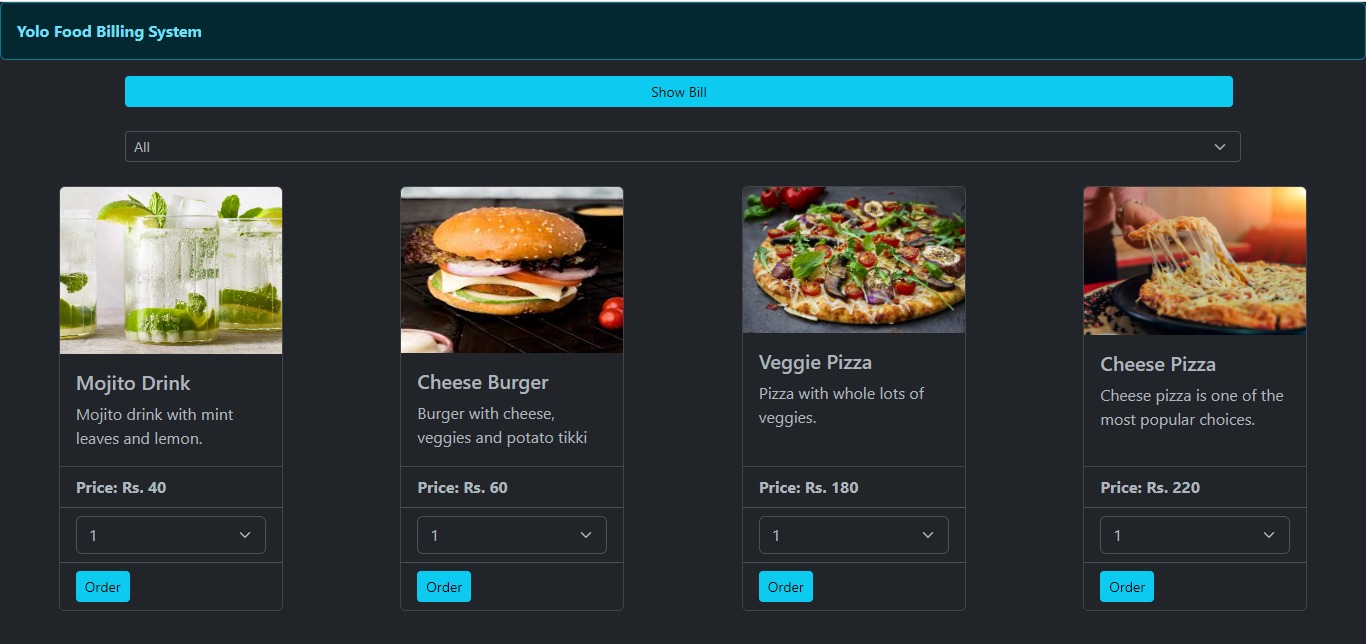 Yolo Food Billing System
Show Bill
All
Mojito Drink
Mojito drink with mint
leaves and lemon.
Price: Rs. 40
1
Order
Cheese Burger
Burger with cheese,
veggies and potato tikki
Price: Rs. 60
1
Order
Veggie Pizza
Pizza with whole lots of
veggies.
Price: Rs. 180
1
Order
Cheese Pizza
Cheese pizza is one of the
most popular choices.
Price: Rs. 220
1
Order